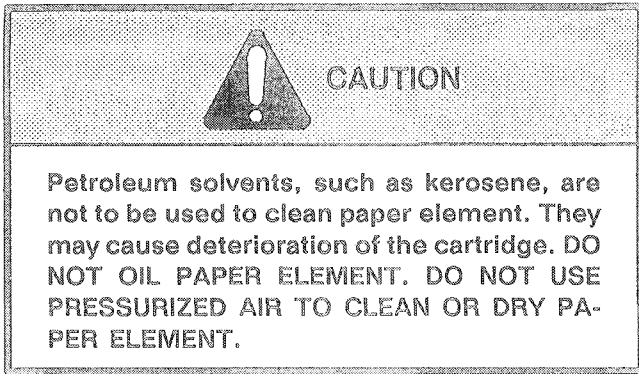 CAUTION
Petroleum solvents, such as kerosene, are
not to be used to clean paper element. They
may cause deterioration of the cartridge. DO
NOT OIL PAPER ELEMENT. DO NOT USE
PRESSURIZED AIR TO CLEAN OR DRY PA-
PER ELEMENT.